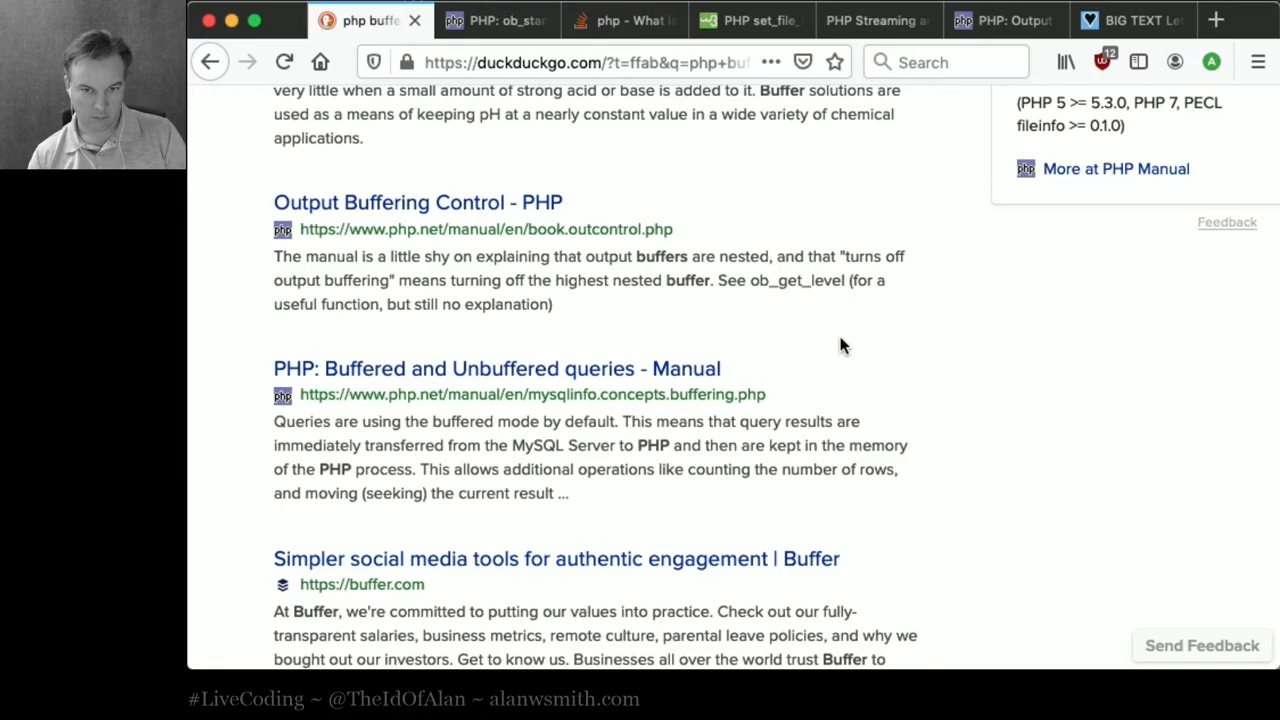 php buffe
PHP: ob_star
php - What is
PHP set_file_
PHP Streaming a
PHP: Output
BIG TEXT Let
https://duckduckgo.com/?t=ffab&q=php+buf
Search
12
A
very little when a small amount of strong acid or base is added to it. Buffer solutions are
used as a means of keeping pH at a nearly constant value in a wide variety of chemical
applications.
(PHP 5 >= 5.3.0, PHP 7, PECL
fileinfo >= 0.1.0)
php More at PHP Manual
Feedback
Output Buffering Control - PHP
php https://www.php.net/manual/en/book.outcontrol.php
The manual is a little shy on explaining that output buffers are nested, and that "turns off
output buffering" means turning off the highest nested buffer. See ob_get_level (for a
useful function, but still no explanation)
PHP: Buffered and Unbuffered queries - Manual
php https://www.php.net/manual/en/mysqlinfo.concepts.buffering.php
Queries are using the buffered mode by default. This means that query results are
immediately transferred from the MySQL Server to PHP and then are kept in the memory
of the PHP process. This allows additional operations like counting the number of rows,
and moving (seeking) the current result ...
Simpler social media tools for authentic engagement | Buffer
https://buffer.com
At Buffer, we're committed to putting our values into practice. Check out our fully-
transparent salaries, business metrics, remote culture, parental leave policies, and why we
bought out our investors. Get to know us. Businesses all over the world trust Buffer to
Send Feedback
#LiveCoding ~ @TheIdOfAlan ~ alanwsmith.com